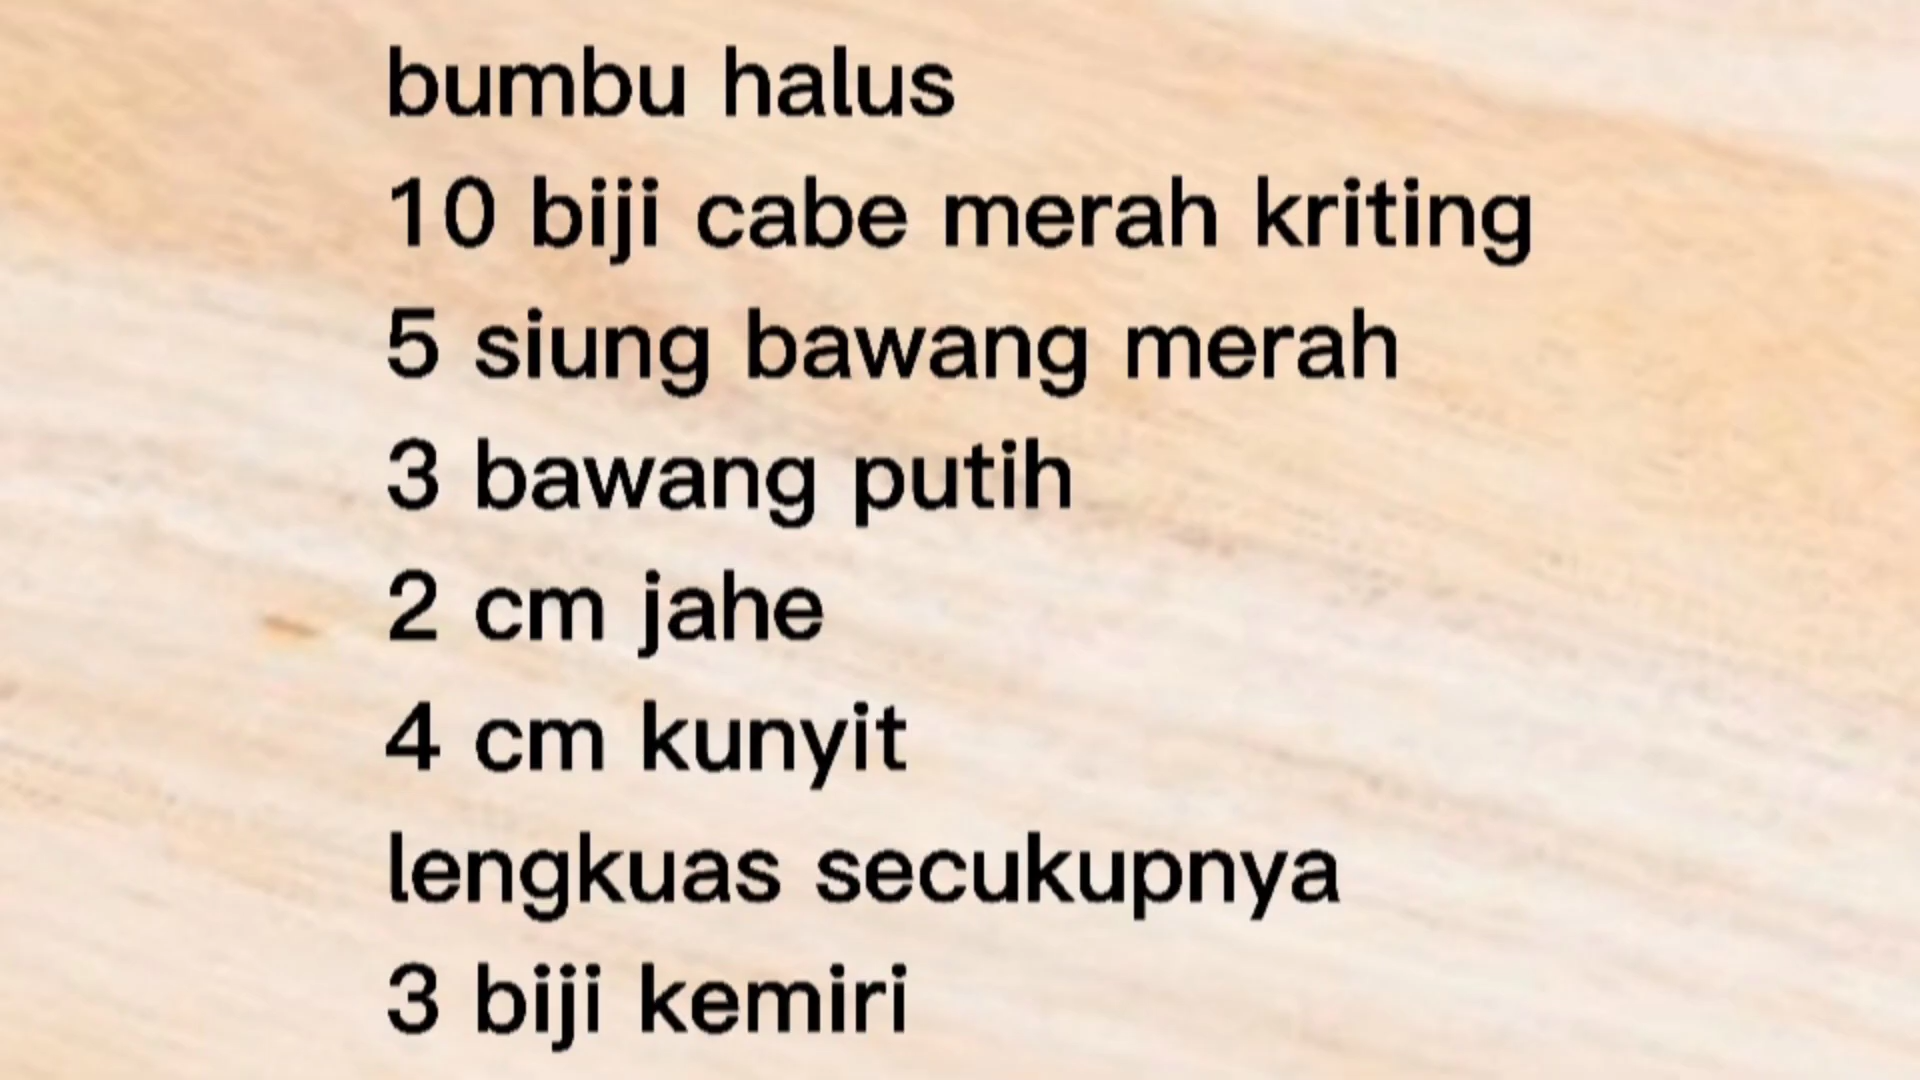 bumbu halus
10 biji cabe merah kriting
5 siung bawang merah
3 bawang putih
2 cm jahe
4 cm kunyit
lengkuas secukupnya
3 biji kemiri